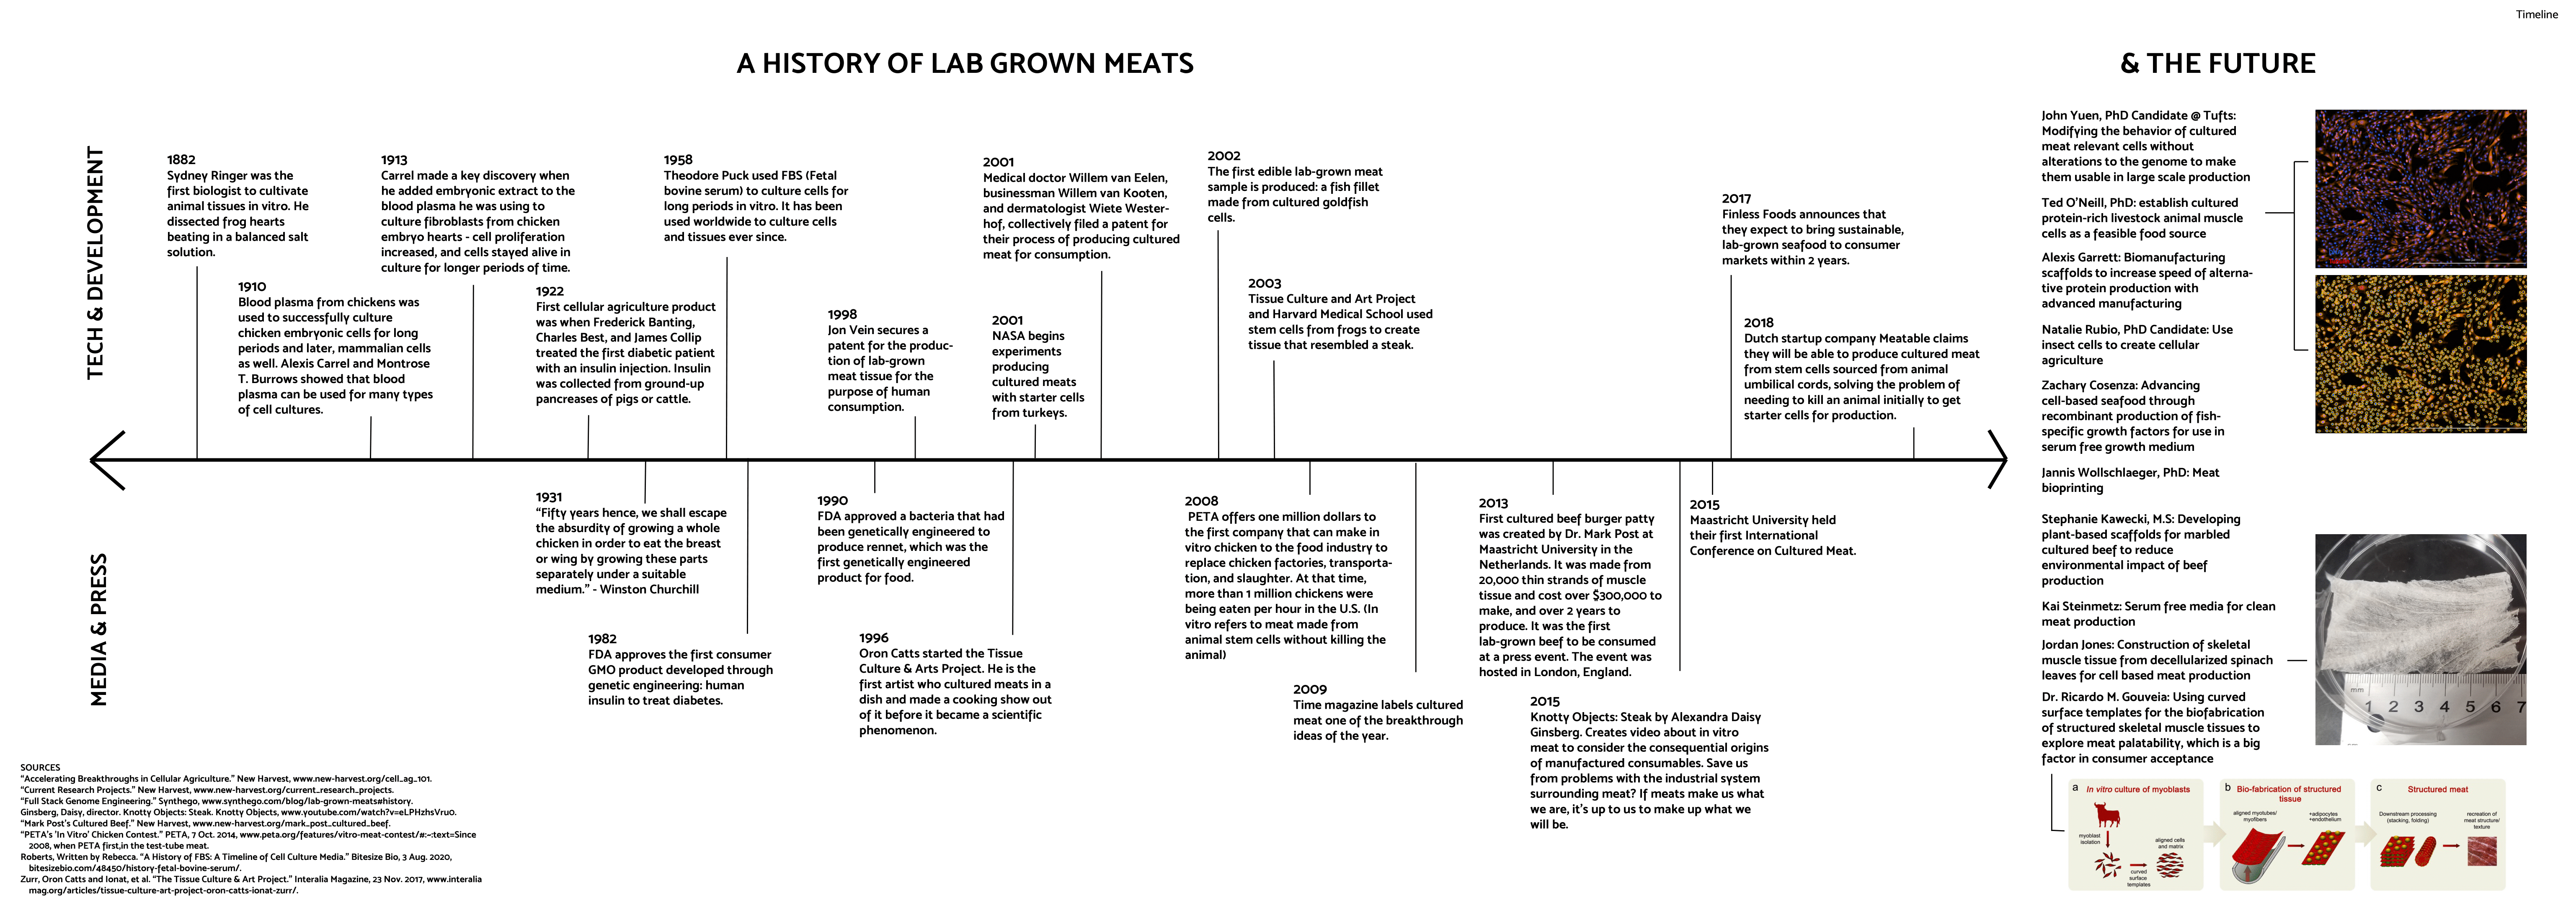 Timeline
A HISTORY OF LAB GROWN MEATS
& THE FUTURE
TECH & DEVELOPMENT
1882
Sydney Ringer was the
first biologist to cultivate
animal tissues in vitro. He
dissected frog hearts
beating in a balanced salt
solution.
1910
Blood plasma from chickens was
used to successfully culture
chicken embryonic cells for long
periods and later, mammalian cells
as well. Alexis Carrel and Montrose
T. Burrows showed that blood
plasma can be used for many types
of cell cultures.
1913
Carrel made a key discovery when
he added embryonic extract to the
blood plasma he was using to
culture fibroblasts from chicken
embryo hearts - cell proliferation
increased, and cells stayed alive in
culture for longer periods of time.
1922
First cellular agriculture product
was when Frederick Banting,
Charles Best, and James Collip
treated the first diabetic patient
with an insulin injection. Insulin
was collected from ground-up
pancreases of pigs or cattle.
1958
Theodore Puck used FBS (Fetal
bovine serum) to culture cells for
long periods in vitro. It has been
used worldwide to culture cells
and tissues ever since.
1998
Jon Vein secures a
patent for the produc-
tion of lab-grown
meat tissue for the
purpose of human
consumption.
2001
Medical doctor Willem van Eelen,
businessman Willem van Kooten,
and dermatologist Wiete Wester-
hof, collectively filed a patent for
their process of producing cultured
meat for consumption.
2001
NASA begins
experiments
producing
cultured meats
with starter cells
from turkeys.
2002
The first edible lab-grown meat
sample is produced: a fish fillet
made from cultured goldfish
cells.
2003
Tissue Culture and Art Project
and Harvard Medical School used
stem cells from frogs to create
tissue that resembled a steak.
2017
Finless Foods announces that
they expect to bring sustainable,
lab-grown seafood to consumer
markets within 2 years.
2018
Dutch startup company Meatable claims
they will be able to produce cultured meat
from stem cells sourced from animal
umbilical cords, solving the problem of
needing to kill an animal initially to get
starter cells for production.
MEDIA & PRESS
1931
“Fifty years hence, we shall escape
the absurdity of growing a whole
chicken in order to eat the breast
or wing by growing these parts
separately under a suitable
medium.” - Winston Churchill
1982
FDA approves the first consumer
GMO product developed through
genetic engineering: human
insulin to treat diabetes.
1990
FDA approved a bacteria that had
been genetically engineered to
produce rennet, which was the
first genetically engineered
product for food.
1996
Oron Catts started the Tissue
Culture & Arts Project. He is the
first artist who cultured meats in a
dish and made a cooking show out
of it before it became a scientific
phenomenon.
2008
PETA offers one million dollars to
the first company that can make in
vitro chicken to the food industry to
replace chicken factories, transporta-
tion, and slaughter. At that time,
more than 1 million chickens were
being eaten per hour in the U.S. (In
vitro refers to meat made from
animal stem cells without killing the
animal)
2009
Time magazine labels cultured
meat one of the breakthrough
ideas of the year.
2013
First cultured beef burger patty
was created by Dr. Mark Post at
Maastricht University in the
Netherlands. It was made from
20,000 thin strands of muscle
tissue and cost over $300,000 to
make, and over 2 years to
produce. It was the first
lab-grown beef to be consumed
at a press event. The event was
hosted in London, England.
2015
Knotty Objects: Steak by Alexandra Daisy
Ginsberg. Creates video about in vitro
meat to consider the consequential origins
of manufactured consumables. Save us
from problems with the industrial system
surrounding meat? If meats make us what
we are, it’s up to us to make up what we
will be.
2015
Maastricht University held
their first International
Conference on Cultured Meat.
John Yuen, PhD Candidate @ Tufts:
Modifying the behavior of cultured
meat relevant cells without
alterations to the genome to make
them usable in large scale production
Ted O’Neill, PhD: establish cultured
protein-rich livestock animal muscle
cells as a feasible food source
Alexis Garrett: Biomanufacturing
scaffolds to increase speed of alterna-
tive protein production with
advanced manufacturing
Natalie Rubio, PhD Candidate: Use
insect cells to create cellular
agriculture
Zachary Cosenza: Advancing
cell-based seafood through
recombinant production of fish-
specific growth factors for use in
serum free growth medium
Jannis Wollschlaeger, PhD: Meat
bioprinting
Stephanie Kawecki, M.S: Developing
plant-based scaffolds for marbled
cultured beef to reduce
environmental impact of beef
production
Kai Steinmetz: Serum free media for clean
meat production
Jordan Jones: Construction of skeletal
muscle tissue from decellularized spinach
leaves for cell based meat production
Dr. Ricardo M. Gouveia: Using curved
surface templates for the biofabrication
of structured skeletal muscle tissues to
explore meat palatability, which is a big
factor in consumer acceptance
mm
1 2 3 4 5 6 7
a In vitro culture of myoblasts
myoblast
isolation
aligned cells
and matrix
curved
surface
templates
b Bio-fabrication of structured
tissue
aligned myotubes/
myofibers
+adipocytes
+endothelium
c Structured meat
Downstream processing
(stacking, folding)
recreation of
meat structure/
texture
SOURCES
“Accelerating Breakthroughs in Cellular Agriculture.” New Harvest, www.new-harvest.org/cell_ag_101.
“Current Research Projects.” New Harvest, www.new-harvest.org/current_research_projects.
“Full Stack Genome Engineering.” Synthego, www.synthego.com/blog/lab-grown-meats#history.
Ginsberg, Daisy, director. Knotty Objects: Steak. Knotty Objects, www.youtube.com/watch?v=eLPHzhsVru0.
“Mark Post’s Cultured Beef.” New Harvest, www.new-harvest.org/mark_post_cultured_beef.
“PETA’s ‘In Vitro’ Chicken Contest.” PETA, 7 Oct. 2014, www.peta.org/features/vitro-meat-contest/#:~:text=Since
2008, when PETA first,in the test-tube meat.
Roberts, Written by Rebecca. “A History of FBS: A Timeline of Cell Culture Media.” Bitesize Bio, 3 Aug. 2020,
bitesizebio.com/48450/history-fetal-bovine-serum/.
Zurr, Oron Catts and Ionat, et al. “The Tissue Culture & Art Project.” Interalia Magazine, 23 Nov. 2017, www.interalia
mag.org/articles/tissue-culture-art-project-oron-catts-ionat-zurr/.